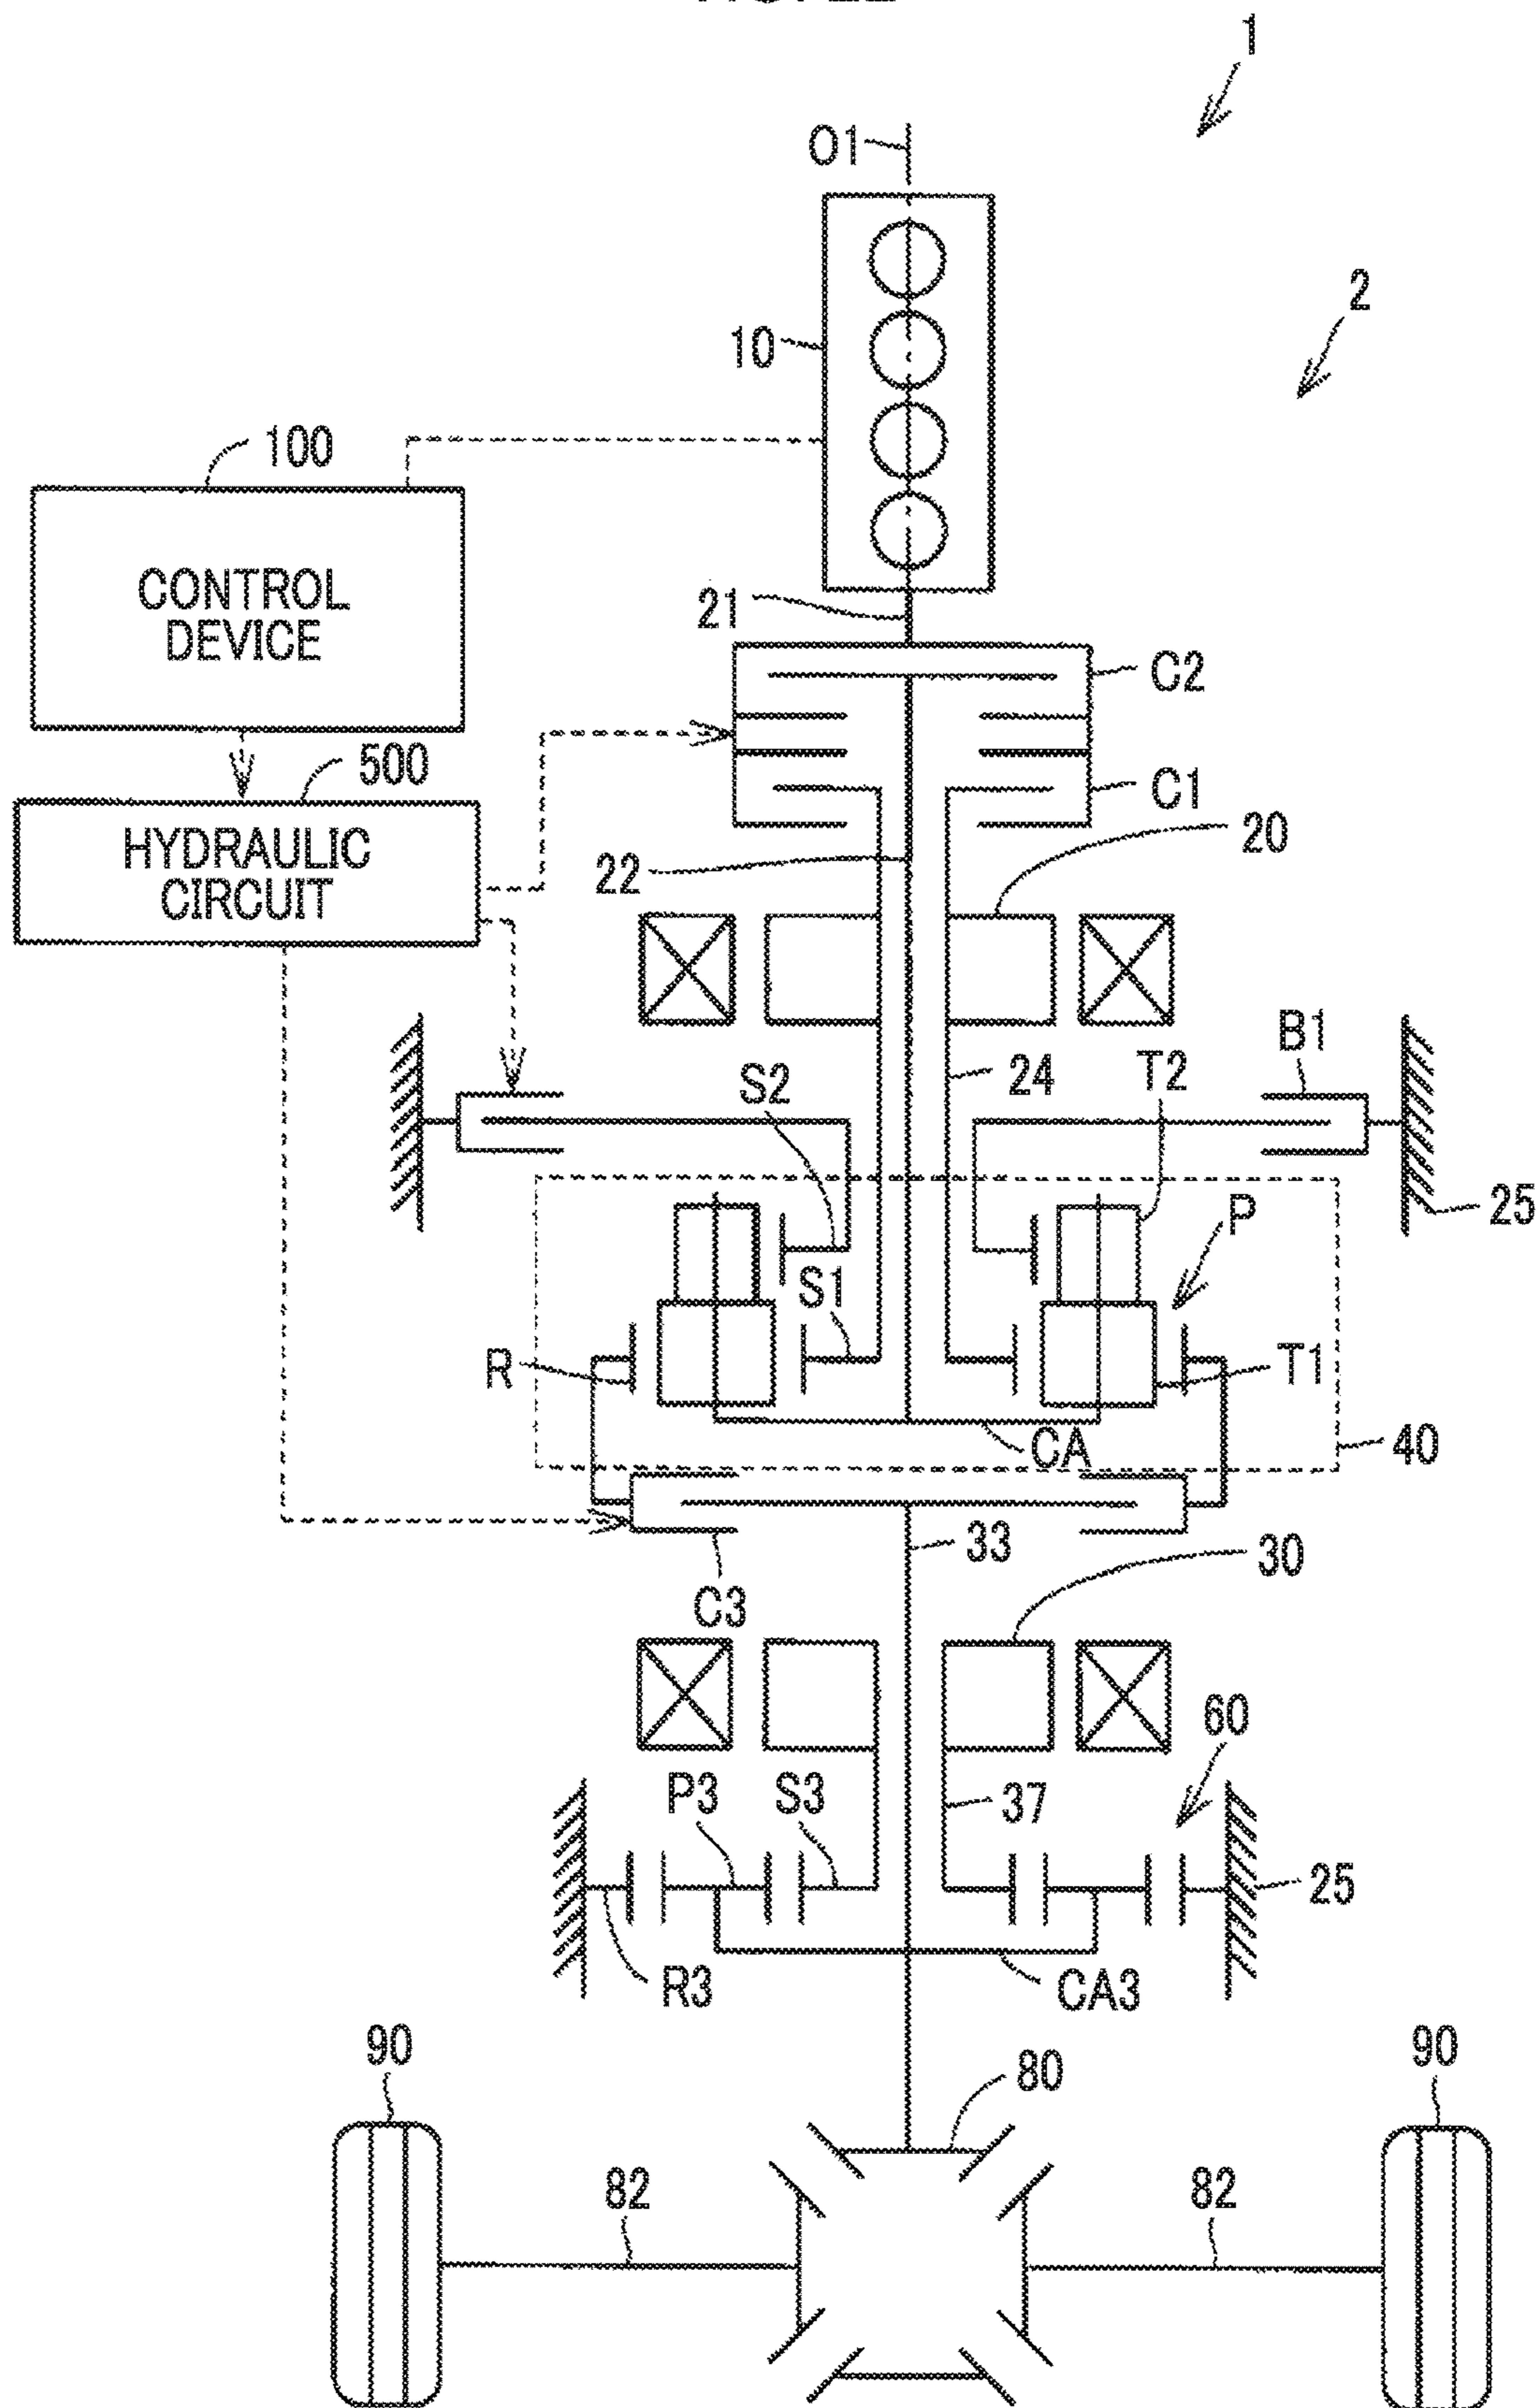 1
O1
2
10
100
CONTROL
DEVICE
21
C2
500
C1
HYDRAULIC
CIRCUIT
20
22
B1
S2
24
T2
25
P
S1
R
T1
CA
40
33
30
C3
60
P3
S3
37
25
R3
CA3
90
80
90
82
82